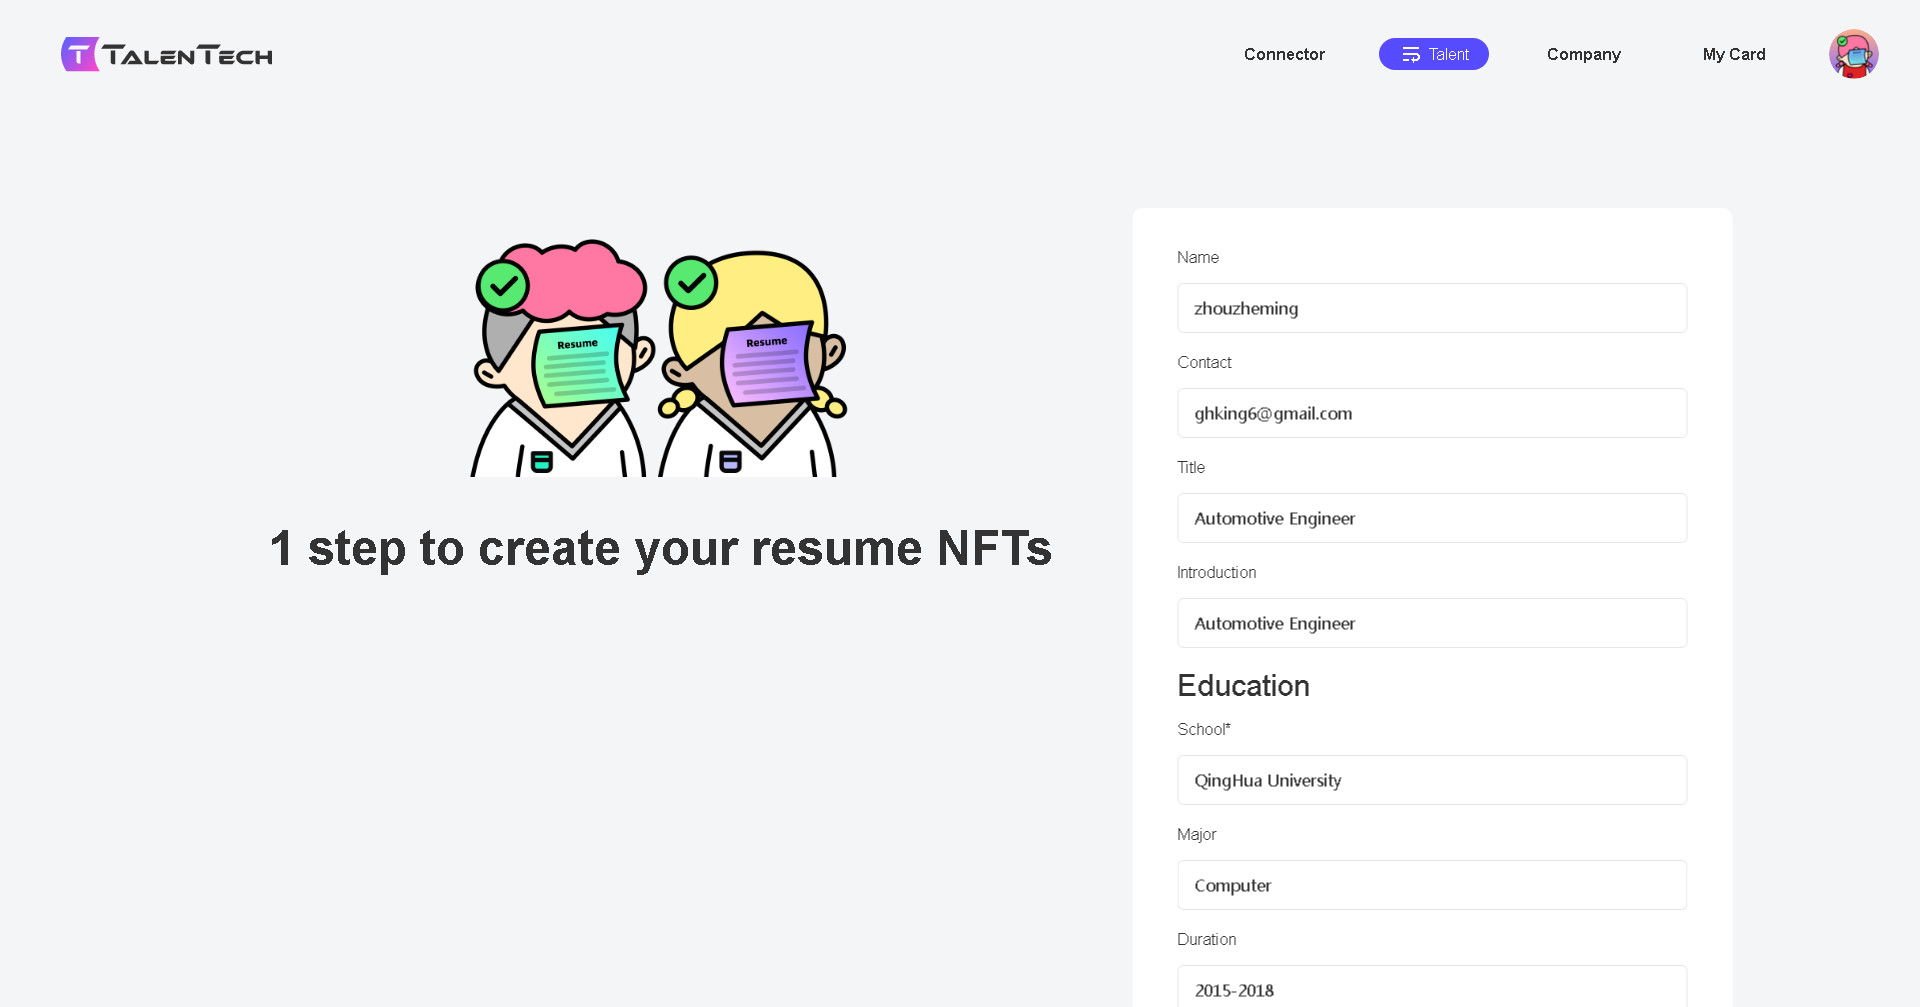 T TALENTECH
Connector
Talent
Company
My Card
Resume
Resume
1 step to create your resume NFTs
Name
zhouzheming
Contact
ghking6@gmail.com
Title
Automotive Engineer
Introduction
Automotive Engineer
Education
School*
QingHua University
Major
Computer
Duration
2015-2018